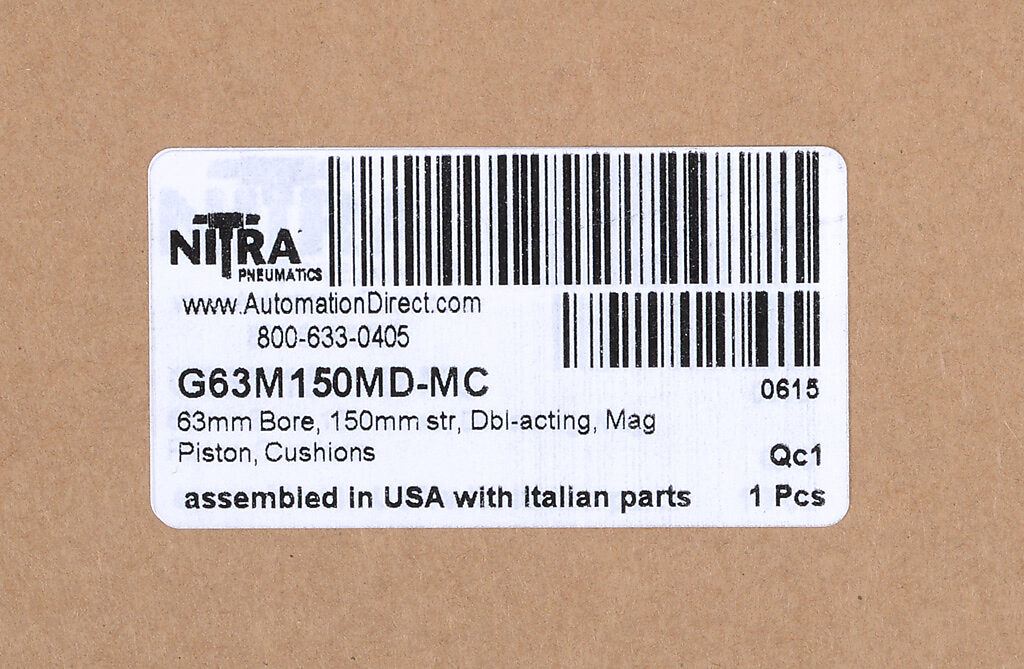 NITRA
PNEUMATICS
www.AutomationDirect.com
800-633-0405
G63M150MD-MC
0615
63mm Bore, 150mm str, Dbl-acting, Mag
Piston, Cushions
Qc1
assembled in USA with Italian parts
1 Pcs